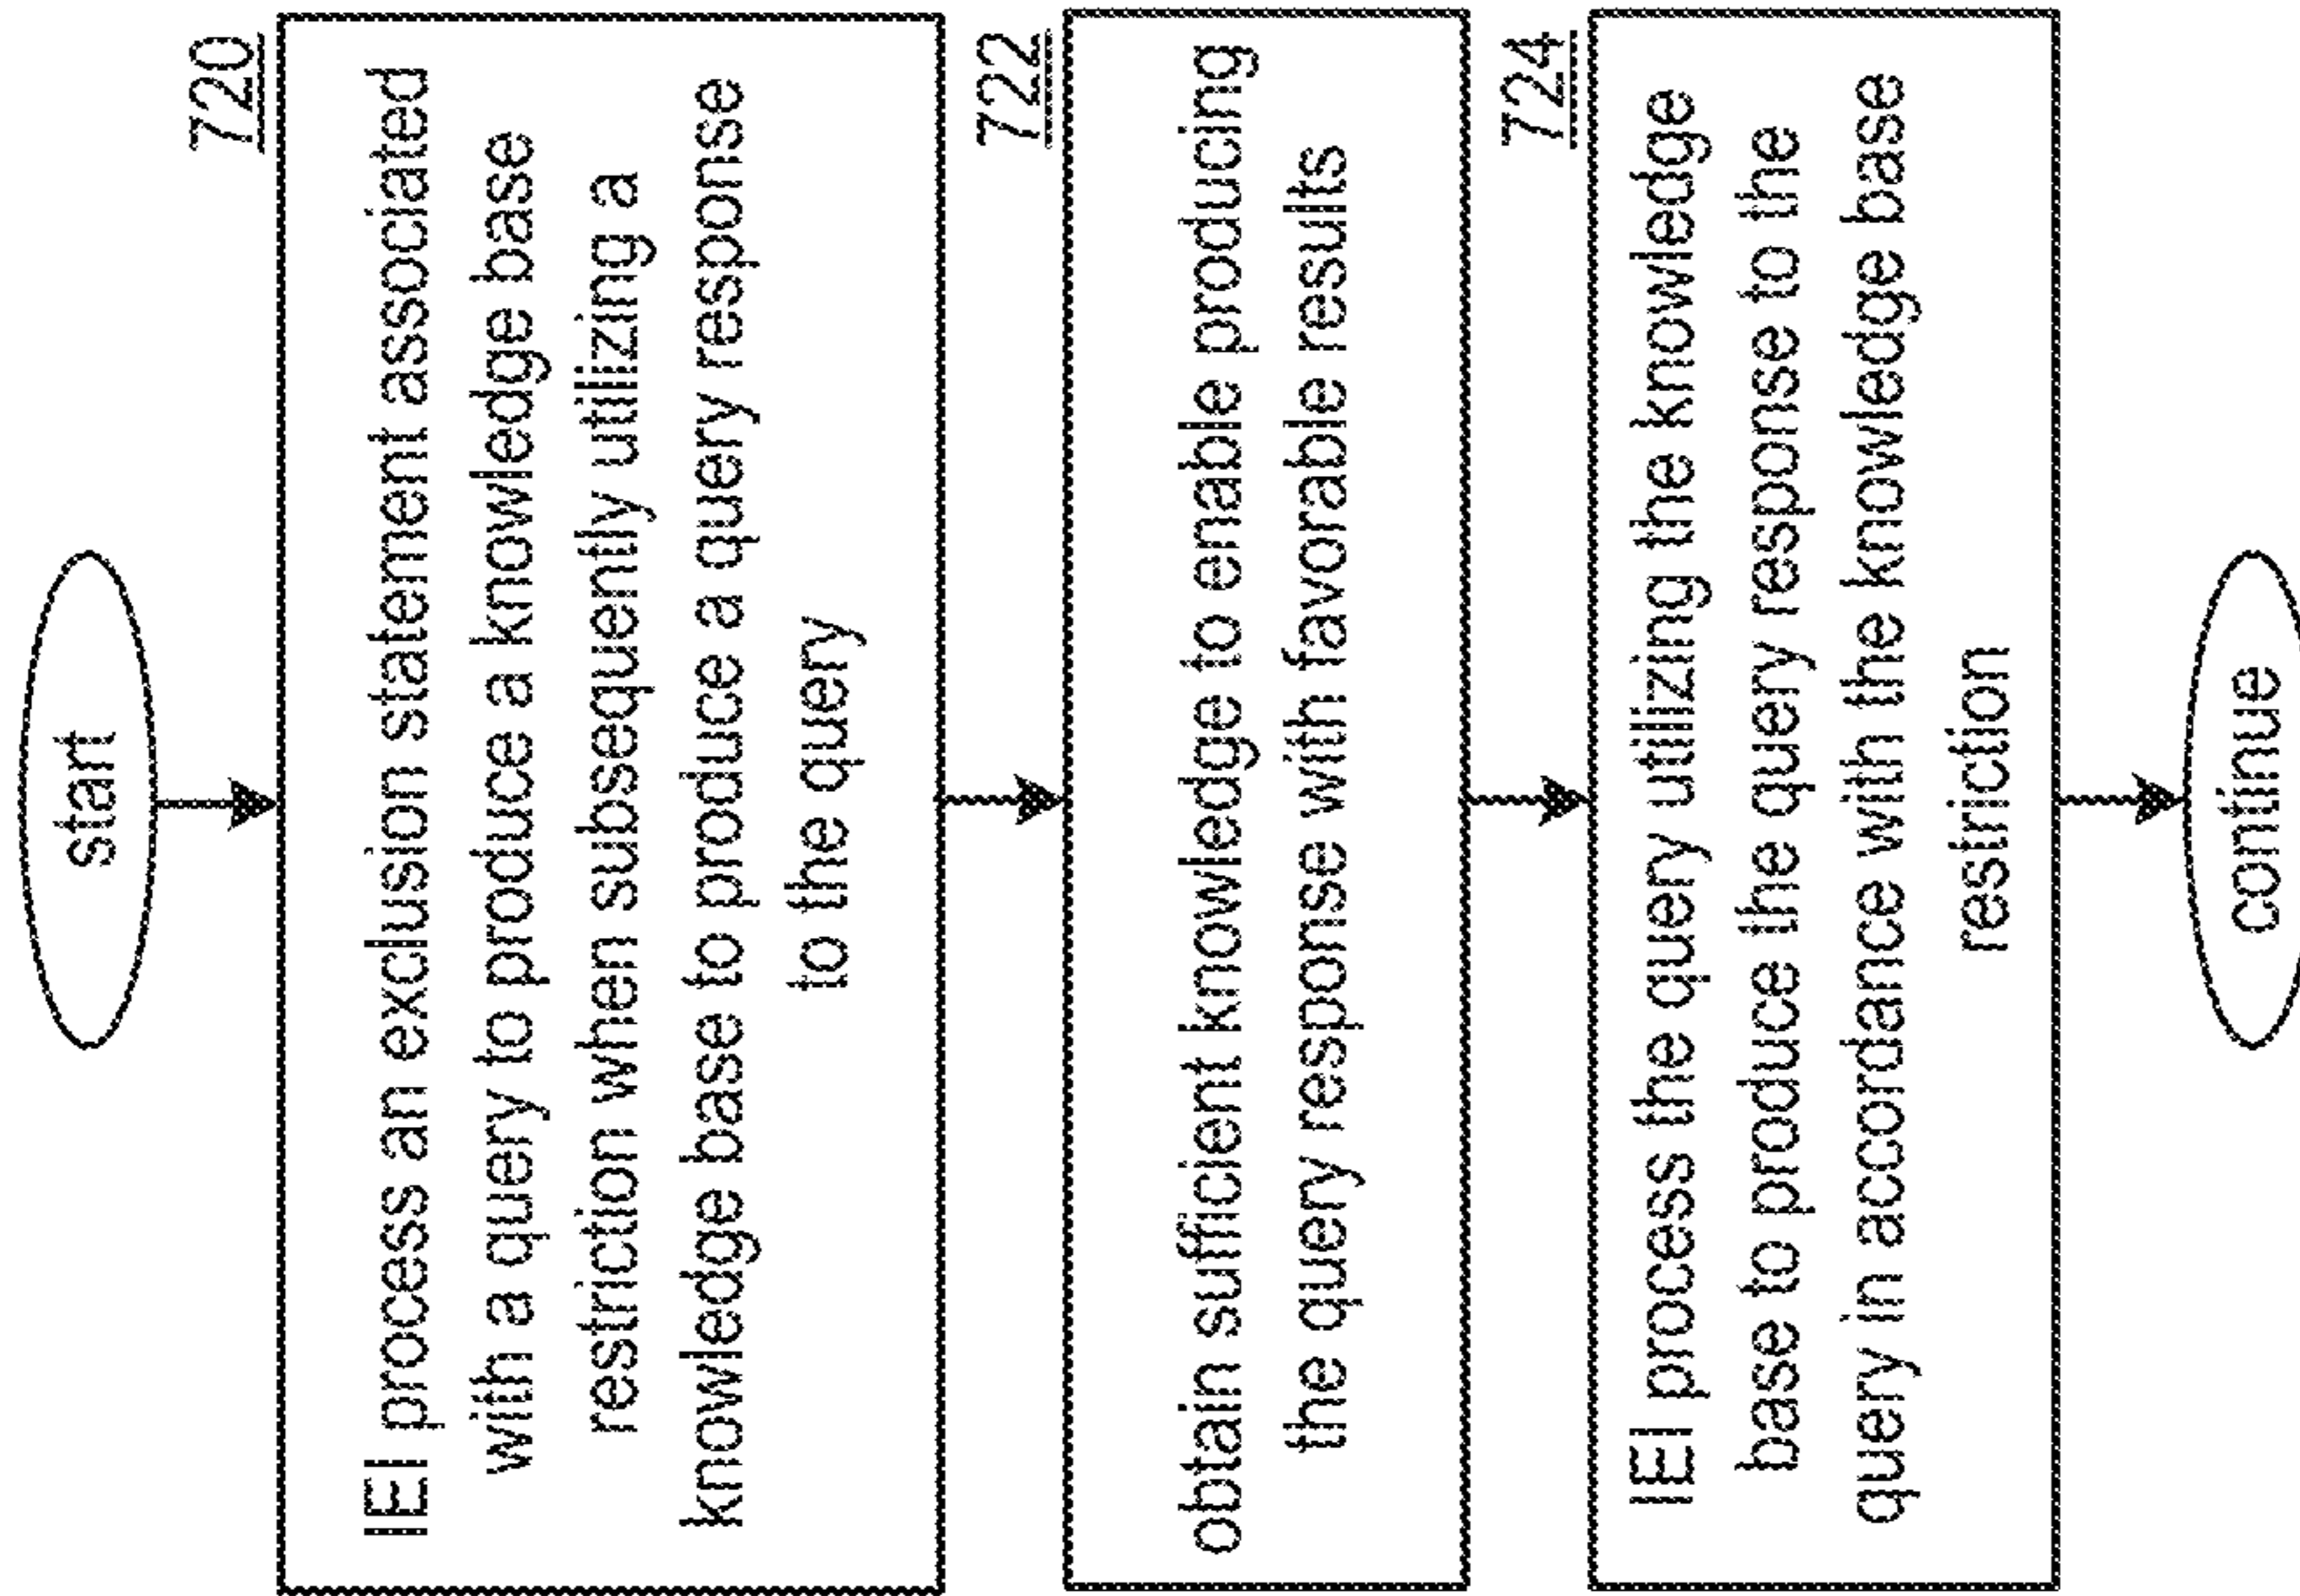 start
720
IEI process an exclusion statement associated
with a query to produce a knowledge base
restriction when subsequently utilizing a
knowledge base to produce a query response
to the query
722
obtain sufficient knowledge to enable producing
the query response with favorable results
724
IEI process the query utilizing the knowledge
base to produce the query response to the
query in accordance with the knowledge base
restriction
continue